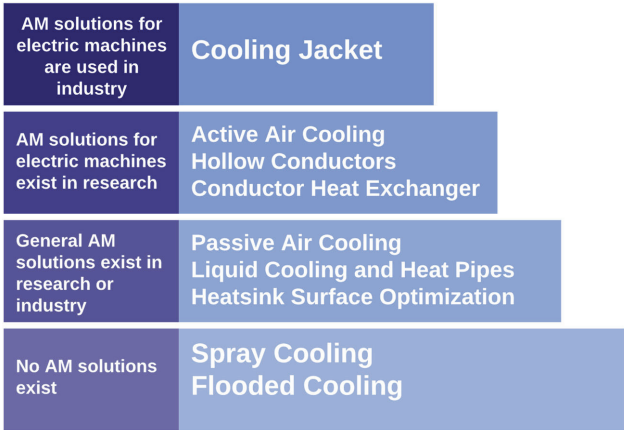 AM solutions for
electric machines
are used in
industry
Cooling Jacket
AM solutions for
electric machines
exist in research
Active Air Cooling
Hollow Conductors
Conductor Heat Exchanger
General AM
solutions exist in
research or
industry
Passive Air Cooling
Liquid Cooling and Heat Pipes
Heatsink Surface Optimization
No AM solutions
exist
Spray Cooling
Flooded Cooling